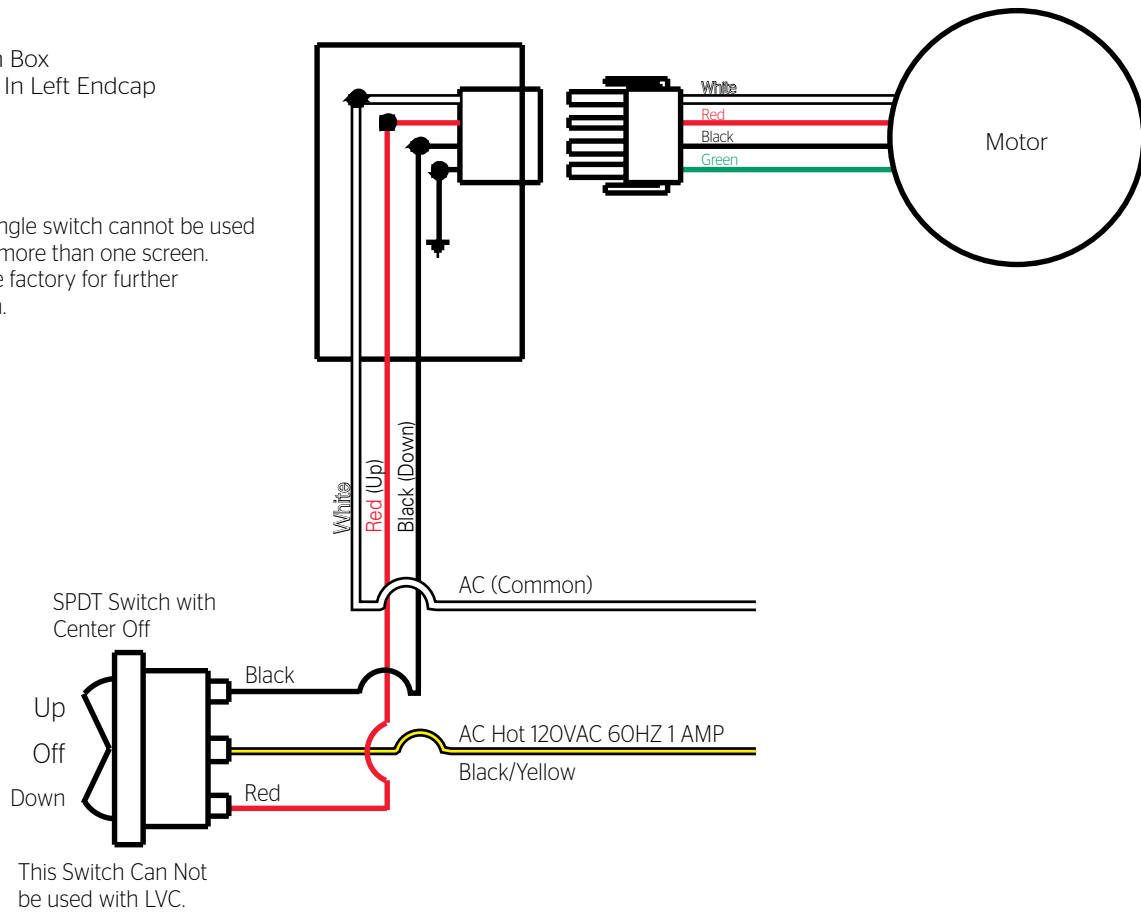 Box
In Left Endcap
switch cannot be used
more than one screen.
factory for further
White
Red
Black
Green
Motor
White
Red (Up)
Black (Down)
AC (Common)
SPDT Switch with
Center Off
Black
Up
Off
Down
AC Hot 120VAC 60HZ 1 AMP
Black/Yellow
Red
This Switch Can Not
be used with LVC.